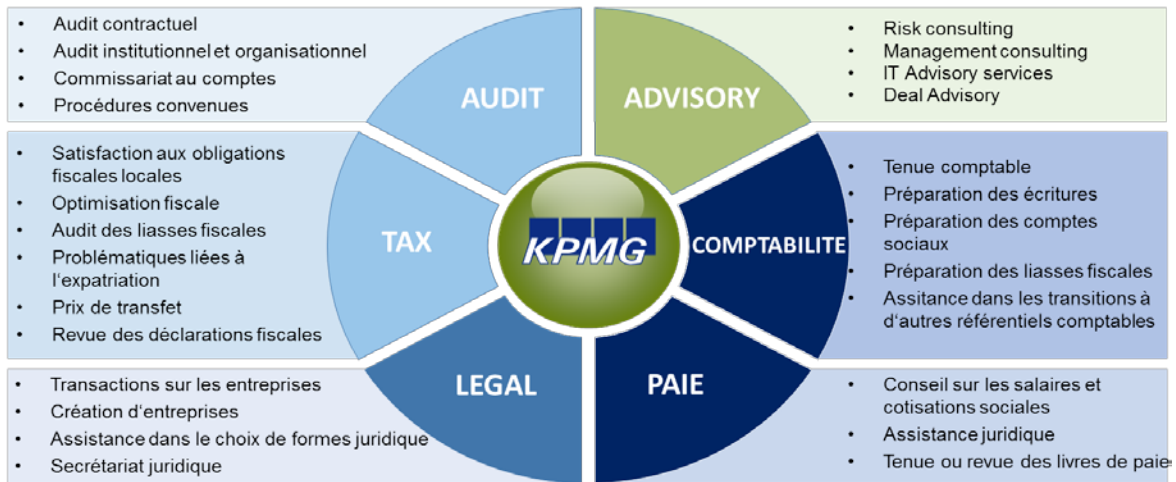 Audit contractuel
Audit institutionnel et organisationnel
Commissariat au comptes
Procédures convenues
AUDIT
ADVISORY
Risk consulting
Management consulting
IT Advisory services
Deal Advisory
Satisfaction aux obligations
fiscales locales
Optimisation fiscale
Audit des liasses fiscales
Problématiques liées à
l'expatriation
Prix de transfet
Revue des déclarations fiscales
TAX
KPMG
COMPTABILITE
Tenue comptable
Préparation des écritures
Préparation des comptes
sociaux
Préparation des liasses fiscales
Assitance dans les transitions à
d'autres référentiels comptables
Transactions sur les entreprises
Création d'entreprises
Assistance dans le choix de formes juridique
Secrétariat juridique
LEGAL
PAIE
Conseil sur les salaires et
cotisations sociales
Assistance juridique
Tenue ou revue des livres de paie